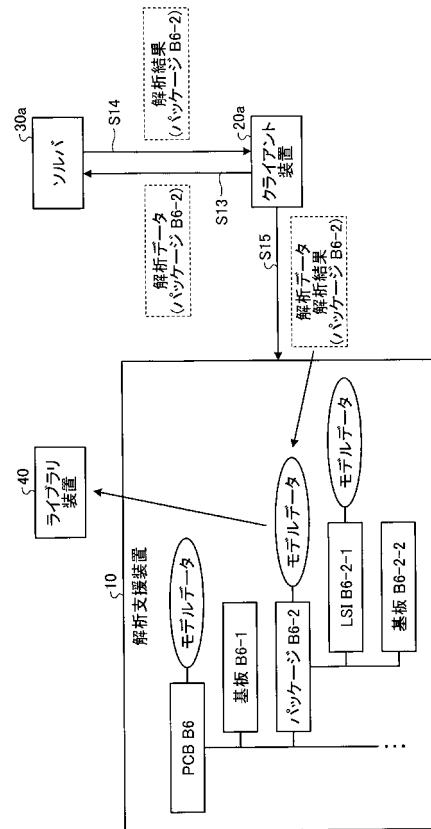 解析支援装置
10
PCB B6
モデルデータ
基板 B6-1
パッケージ B6-2
モデルデータ
LSI B6-2-1
モデルデータ
基板 B6-2-2
…
40
ライブラリ
装置
解析データ
解析結果
(パッケージ B6-2)
S15
20a
クライアント
装置
解析データ
(パッケージ B6-2)
S13
S14
解析結果
(パッケージ B6-2)
30a
ソルバ